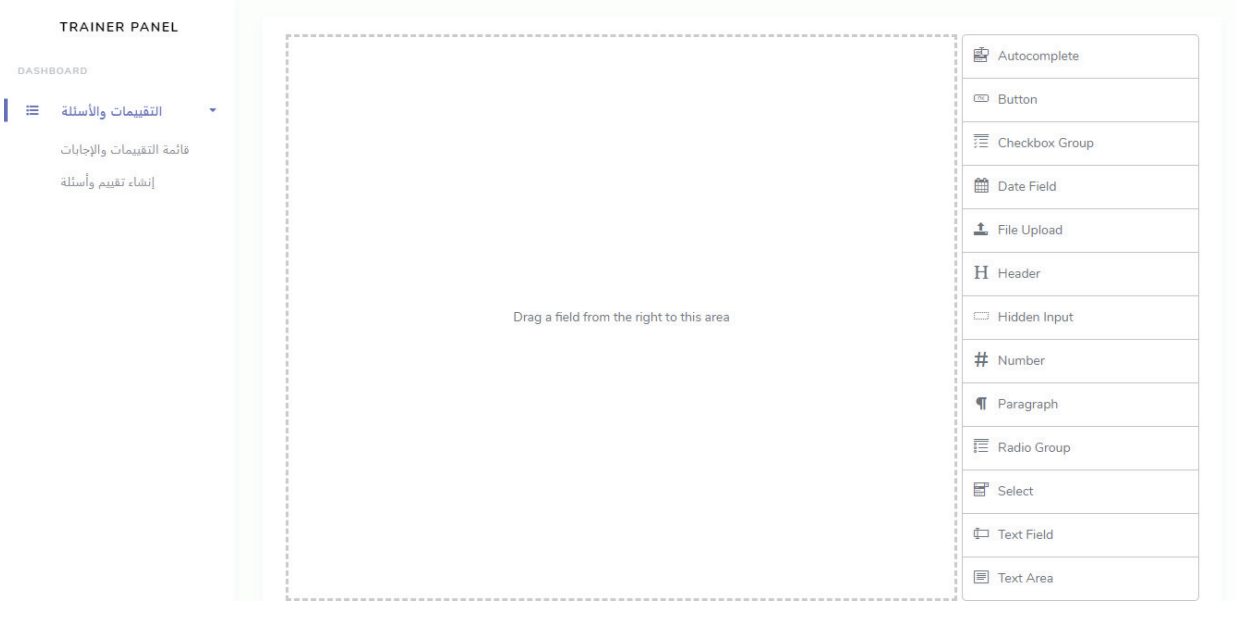 TRAINER PANEL
DASHBOARD
التقييمات والأسئلة
قائمة التقييمات والإجابات
إنشاء تقييم وأسئلة
Drag a field from the right to this area
Autocomplete
Button
Checkbox Group
Date Field
File Upload
H Header
Hidden Input
# Number
¶ Paragraph
Radio Group
Select
Text Field
Text Area